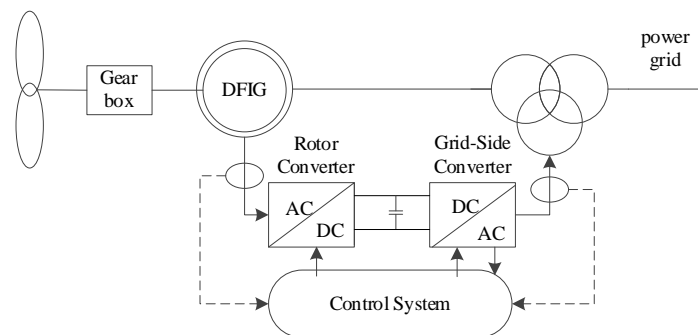 power
grid
Gear
box
DFIG
Rotor
Converter
Grid-Side
Converter
AC
DC
DC
AC
Control System